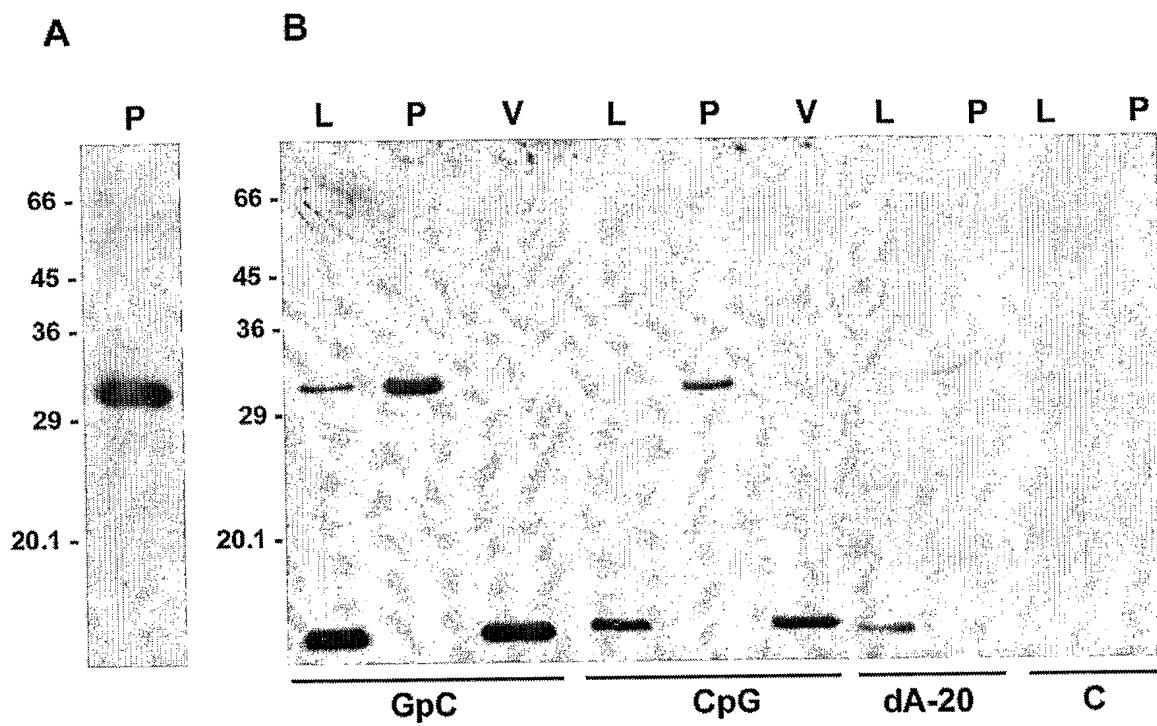 A B
P L P V L P V L P L P
66 - 66 -
45 - 45 -
36 - 36 -
29 - 29 -
20.1 - 20.1 -
GpC CpG dA-20 C